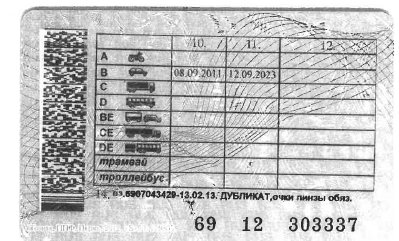 10. 11. 12.
A
B 08.09.2011 12.09.2023
C
D
BE
CE
DE
трамвай
троллейбус
14. вз.6907043429-13.02.13. ДУБЛИКАТ,очки линзы обяз.
69 12 303337